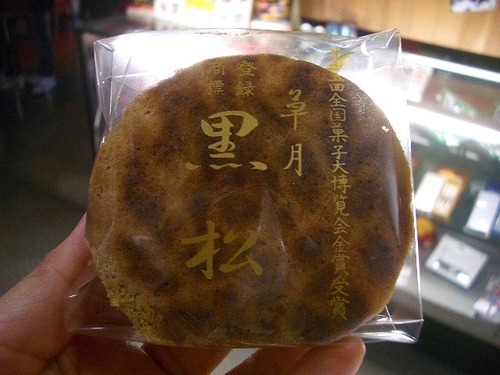 全国菓子大博覧会金賞受賞
草月
登録
商標
黒松